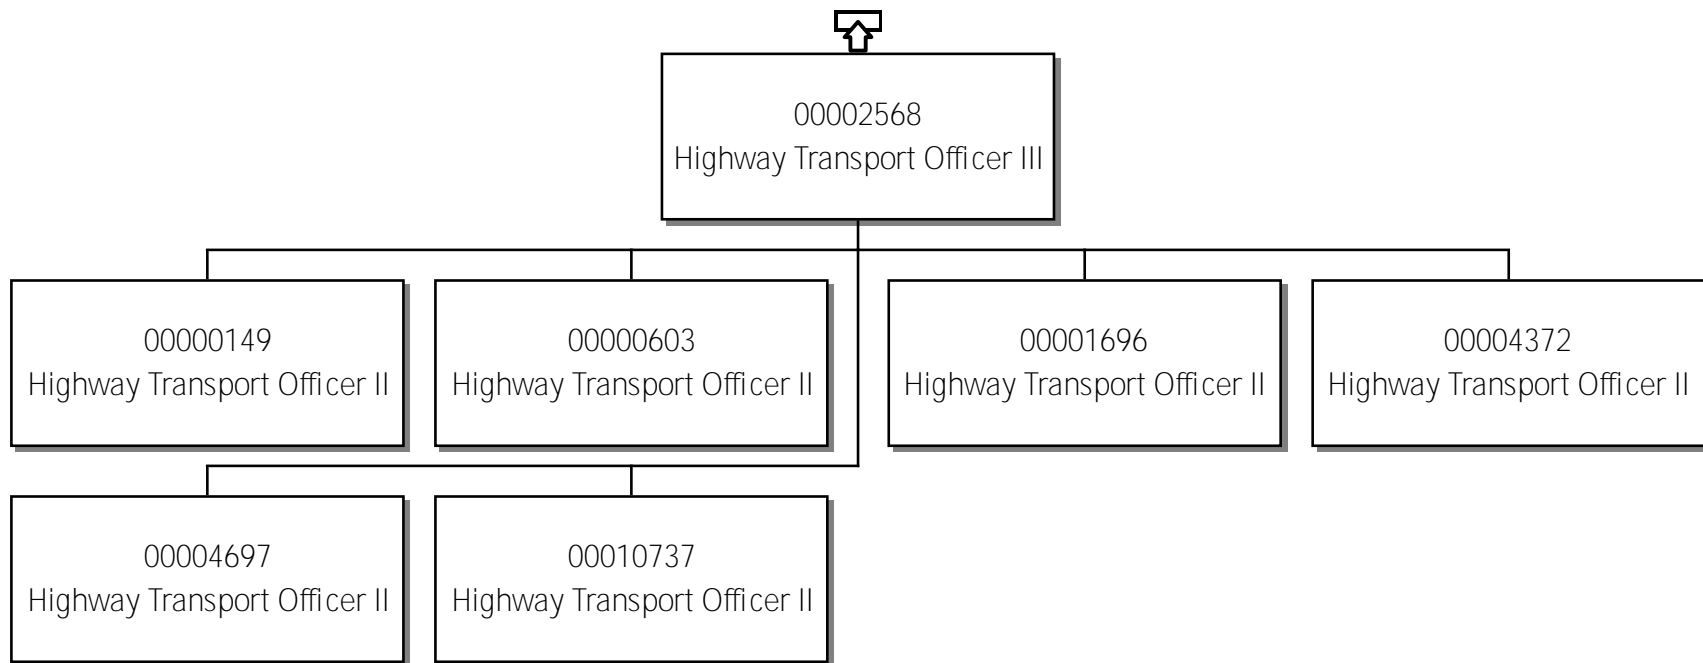 00002568
Highway Transport Officer III
00000149
Highway Transport Officer II
00000603
Highway Transport Officer II
00001696
Highway Transport Officer II
00004372
Highway Transport Officer II
00004697
Highway Transport Officer II
00010737
Highway Transport Officer II